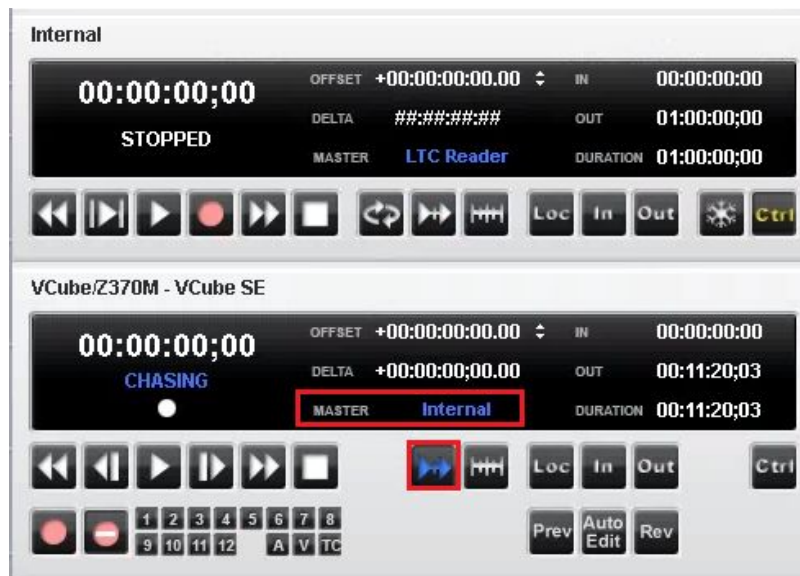 Internal
00:00:00;00
STOPPED
OFFSET +00:00:00:00.00
DELTA ##:##:##:##
MASTER LTC Reader
IN 00:00:00:00
OUT 01:00:00;00
DURATION 01:00:00;00
Loc In Out Ctrl
VCube/Z370M - VCube SE
00:00:00;00
CHASING
OFFSET +00:00:00:00.00
DELTA +00:00:00;00.00
MASTER Internal
IN 00:00:00:00
OUT 00:11:20;03
DURATION 00:11:20;03
Loc In Out Ctrl
1 2 3 4 5 6 7 8
9 10 11 12 A V TC
Prev Auto Edit Rev